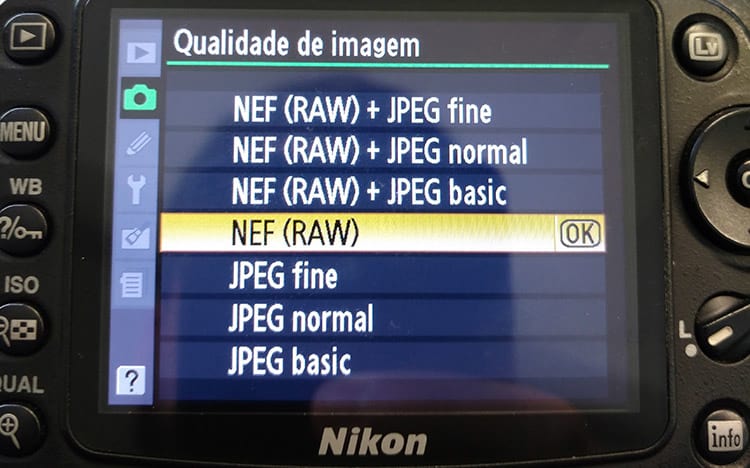 Qualidade de imagem
NEF (RAW) + JPEG fine
NEF (RAW) + JPEG normal
NEF (RAW) + JPEG basic
NEF (RAW) OK
JPEG fine
JPEG normal
JPEG basic
?
Nikon
MENU
WB
?/
ISO
QUAL
Lv
L
info